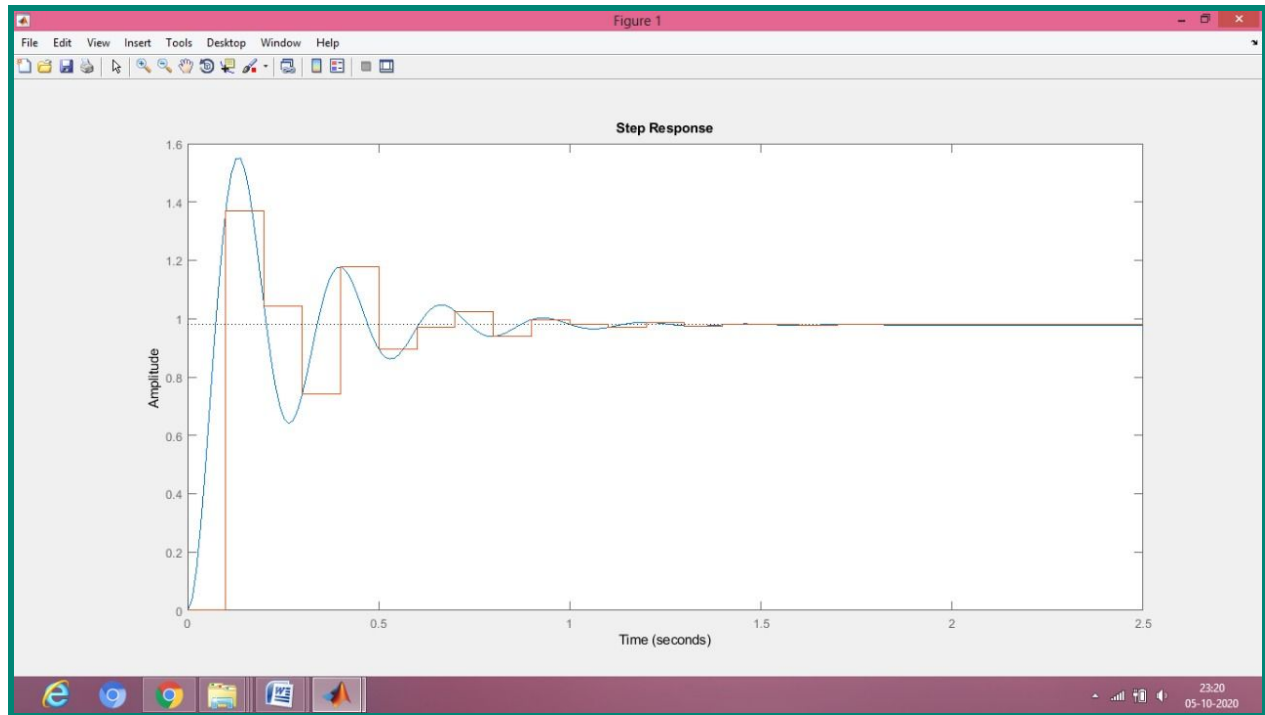 Figure 1
File Edit View Insert Tools Desktop Window Help
Step Response
1.6
1.4
1.2
1
0.8
0.6
0.4
0.2
0
Amplitude
0 0.5 1 1.5 2 2.5
Time (seconds)
23:20
05-10-2020